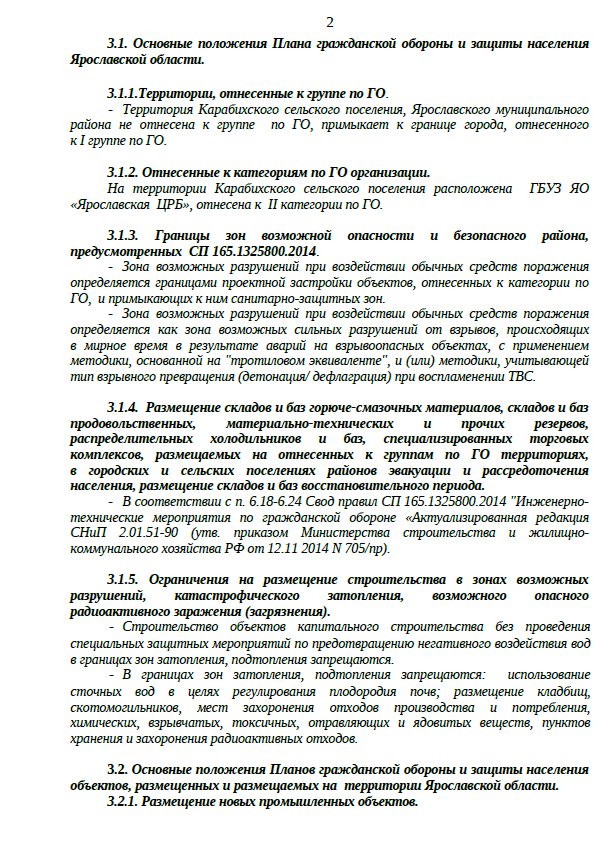 2
3.1. Основные положения Плана гражданской обороны и защиты населения
Ярославской области.
3.1.1.Территории, отнесенные к группе по ГО.
- Территория Карабихского сельского поселения, Ярославского муниципального
района не отнесена к группе по ГО, примыкает к границе города, отнесенного
к I группе по ГО.
3.1.2. Отнесенные к категориям по ГО организации.
На территории Карабихского сельского поселения расположена ГБУЗ ЯО
«Ярославская ЦРБ», отнесена к II категории по ГО.
3.1.3. Границы зон возможной опасности и безопасного района,
предусмотренных СП 165.1325800.2014.
- Зона возможных разрушений при воздействии обычных средств поражения
определяется границами проектной застройки объектов, отнесенных к категории по
ГО, и примыкающих к ним санитарно-защитных зон.
- Зона возможных разрушений при воздействии обычных средств поражения
определяется как зона возможных сильных разрушений от взрывов, происходящих
в мирное время в результате аварий на взрывоопасных объектах, с применением
методики, основанной на "тротиловом эквиваленте", и (или) методики, учитывающей
тип взрывного превращения (детонация/ дефлаграция) при воспламенении ТВС.
3.1.4. Размещение складов и баз горюче-смазочных материалов, складов и баз
продовольственных, материально-технических и прочих резервов,
распределительных холодильников и баз, специализированных торговых
комплексов, размещаемых на отнесенных к группам по ГО территориях,
в городских и сельских поселениях районов эвакуации и рассредоточения
населения, размещение складов и баз восстановительного периода.
- В соответствии с п. 6.18-6.24 Свод правил СП 165.1325800.2014 "Инженерно-
технические мероприятия по гражданской обороне «Актуализированная редакция
СНиП 2.01.51-90 (утв. приказом Министерства строительства и жилищно-
коммунального хозяйства РФ от 12.11 2014 N 705/пр).
3.1.5. Ограничения на размещение строительства в зонах возможных
разрушений, катастрофического затопления, возможного опасного
радиоактивного заражения (загрязнения).
- Строительство объектов капитального строительства без проведения
специальных защитных мероприятий по предотвращению негативного воздействия вод
в границах зон затопления, подтопления запрещаются.
- В границах зон затопления, подтопления запрещаются: использование
сточных вод в целях регулирования плодородия почв; размещение кладбищ,
скотомогильников, мест захоронения отходов производства и потребления,
химических, взрывчатых, токсичных, отравляющих и ядовитых веществ, пунктов
хранения и захоронения радиоактивных отходов.
3.2. Основные положения Планов гражданской обороны и защиты населения
объектов, размещенных и размещаемых на территории Ярославской области.
3.2.1. Размещение новых промышленных объектов.